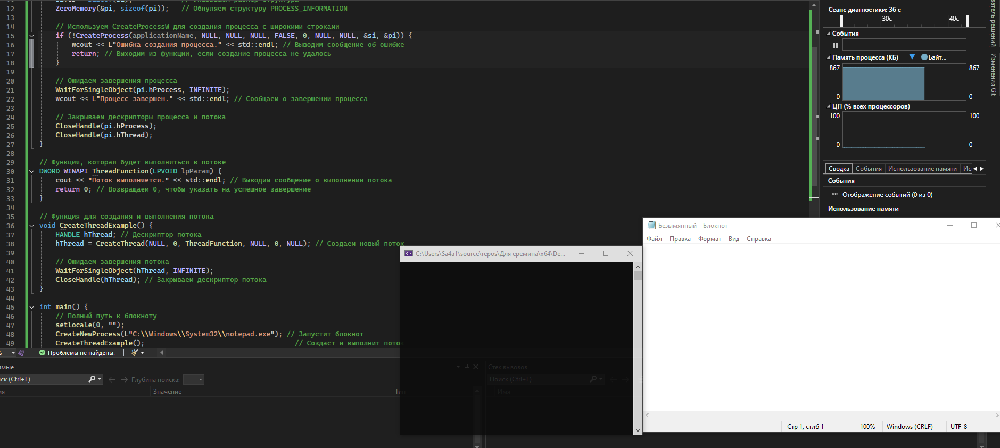 12 ZeroMemory(&pi, sizeof(pi)); // Обнуляем структуру PROCESS_INFORMATION
13
14 // Используем CreateProcessW для создания процесса с широкими строками
15 if (!CreateProcess(applicationName, NULL, NULL, NULL, FALSE, 0, NULL, NULL, &si, &pi)) {
16 wcout << L"Ошибка создания процесса." << std::endl; // Выводим сообщение об ошибке
17 return; // Выходим из функции, если создание процесса не удалось
18 }
19
20 // Ожидаем завершения процесса
21 WaitForSingleObject(pi.hProcess, INFINITE);
22 wcout << L"Процесс завершен." << std::endl; // Сообщаем о завершении процесса
23
24 // Закрываем дескрипторы процесса и потока
25 CloseHandle(pi.hProcess);
26 CloseHandle(pi.hThread);
27 }
28
29 // Функция, которая будет выполняться в потоке
30 DWORD WINAPI ThreadFunction(LPVOID lpParam) {
31 cout << "Поток выполняется." << std::endl; // Выводим сообщение о выполнении потока
32 return 0; // Возвращаем 0, чтобы указать на успешное завершение
33 }
34
35 // Функция для создания и выполнения потока
36 void CreateThreadExample() {
37 HANDLE hThread; // Дескриптор потока
38 hThread = CreateThread(NULL, 0, ThreadFunction, NULL, 0, NULL); // Создаем новый поток
39
40 // Ожидаем завершения потока
41 WaitForSingleObject(hThread, INFINITE);
42 CloseHandle(hThread); // Закрываем дескриптор потока
43 }
44
45 int main() {
46 // Полный путь к блокноту
47 setlocale(0, "");
48 CreateNewProcess(L"C:\\Windows\\System32\\notepad.exe"); // Запустит блокнот
49 CreateThreadExample(); // Создаст и выполнит поток
% Проблемы не найдены.
Глубина поиска:
(Ctrl+E)
Значение
Тип
Стек вызовов
Поиск (Ctrl+E)
Имя
C:\Users\Sa4a1\source\repos\Для еремина\x64\De...
Сеанс диагностики: 36 с
30с 40с
События
Память процесса (КБ) Байт...
867 867
0 0
ЦП (% всех процессоров)
100 100
0 0
Сводка События Использование памяти Ис
События
Отображение событий (0 из 0)
Использование памяти
Изменения Git
Безымянный – Блокнот
Файл Правка Формат Вид Справка
Стр 1, стлб 1 100% Windows (CRLF) UTF-8